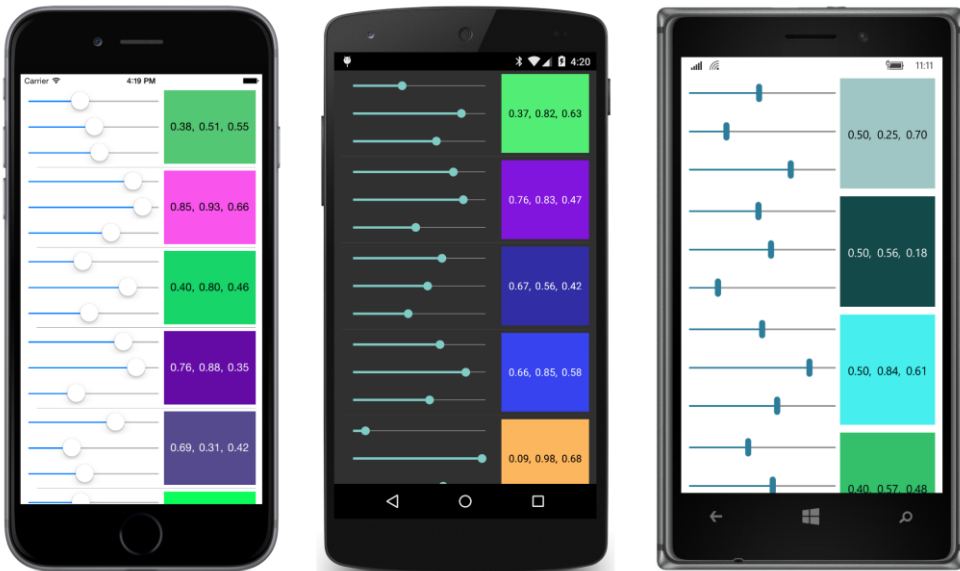 Carrier 4:19 PM
0.38, 0.51, 0.55
0.85, 0.93, 0.66
0.40, 0.80, 0.46
0.76, 0.88, 0.35
0.69, 0.31, 0.42
4:20
0.37, 0.82, 0.63
0.76, 0.83, 0.47
0.67, 0.56, 0.42
0.66, 0.85, 0.58
0.09, 0.98, 0.68
11:11
0.50, 0.25, 0.70
0.50, 0.56, 0.18
0.50, 0.84, 0.61
0.40, 0.57, 0.48